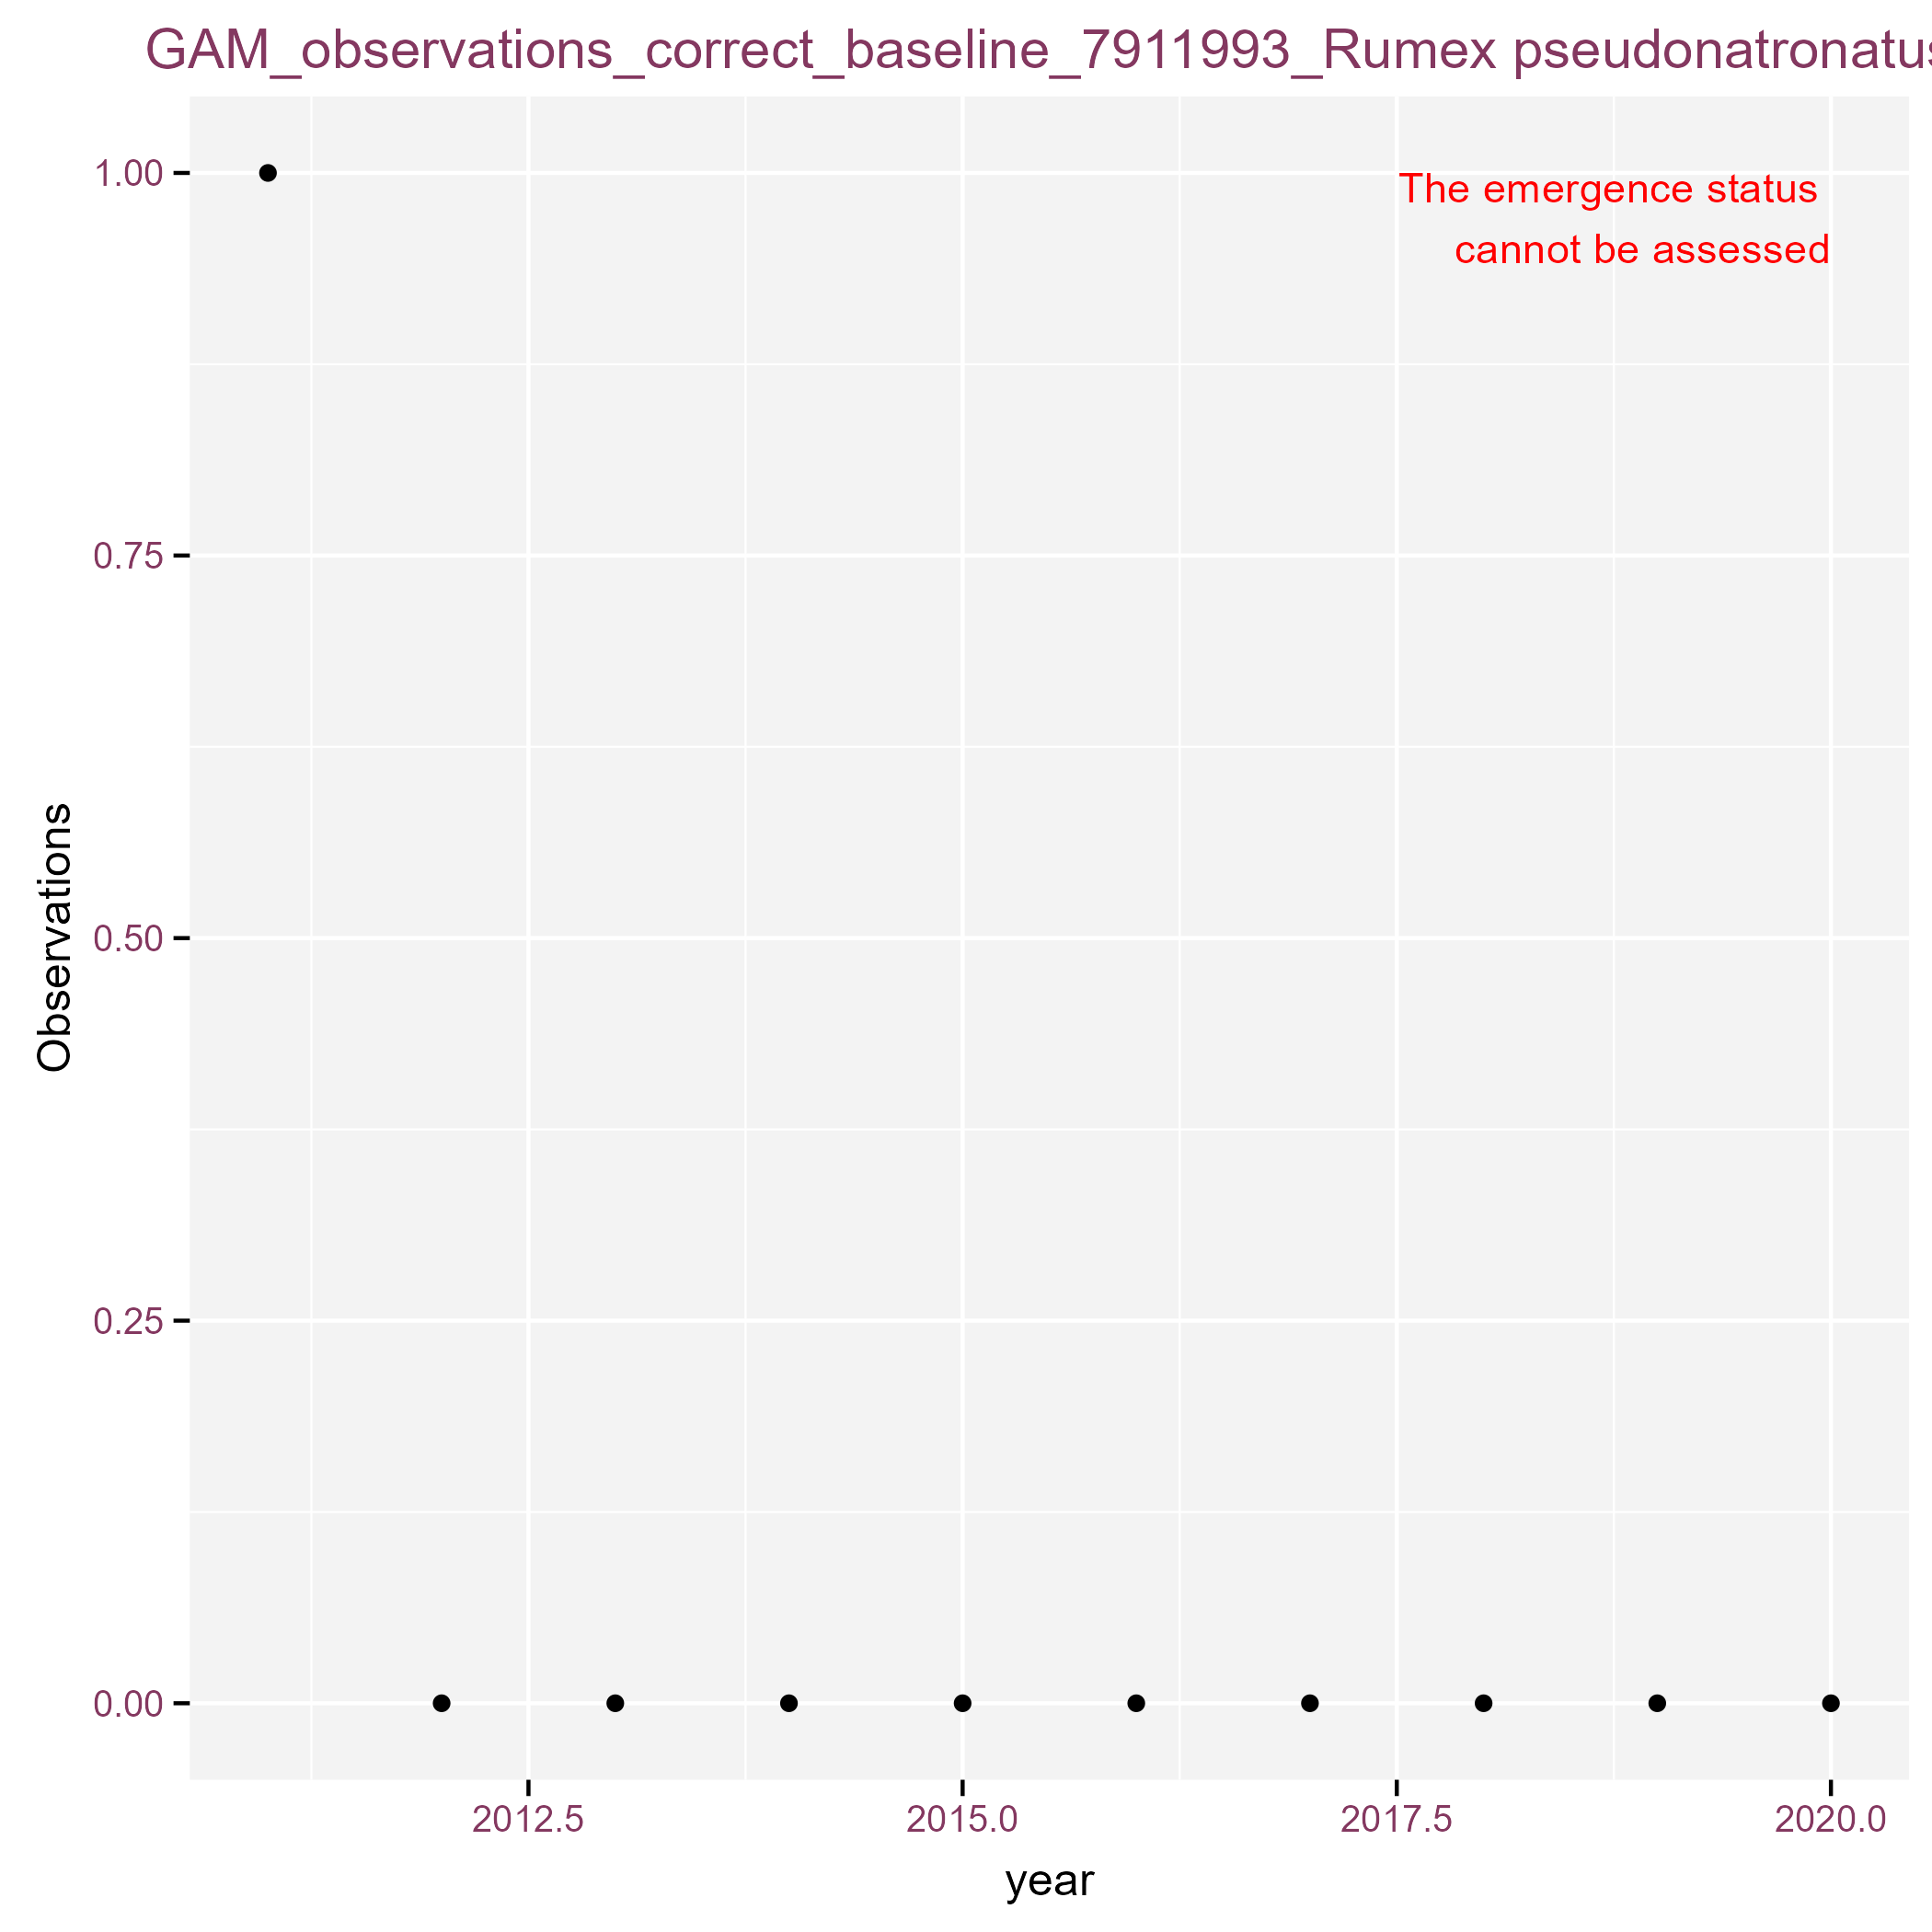 GAM_observations_correct_baseline_7911993_Rumex pseudonatronatus
The emergence status
cannot be assessed
1.00
0.75
0.50
0.25
0.00
Observations
2012.5
2015.0
2017.5
2020.0
year